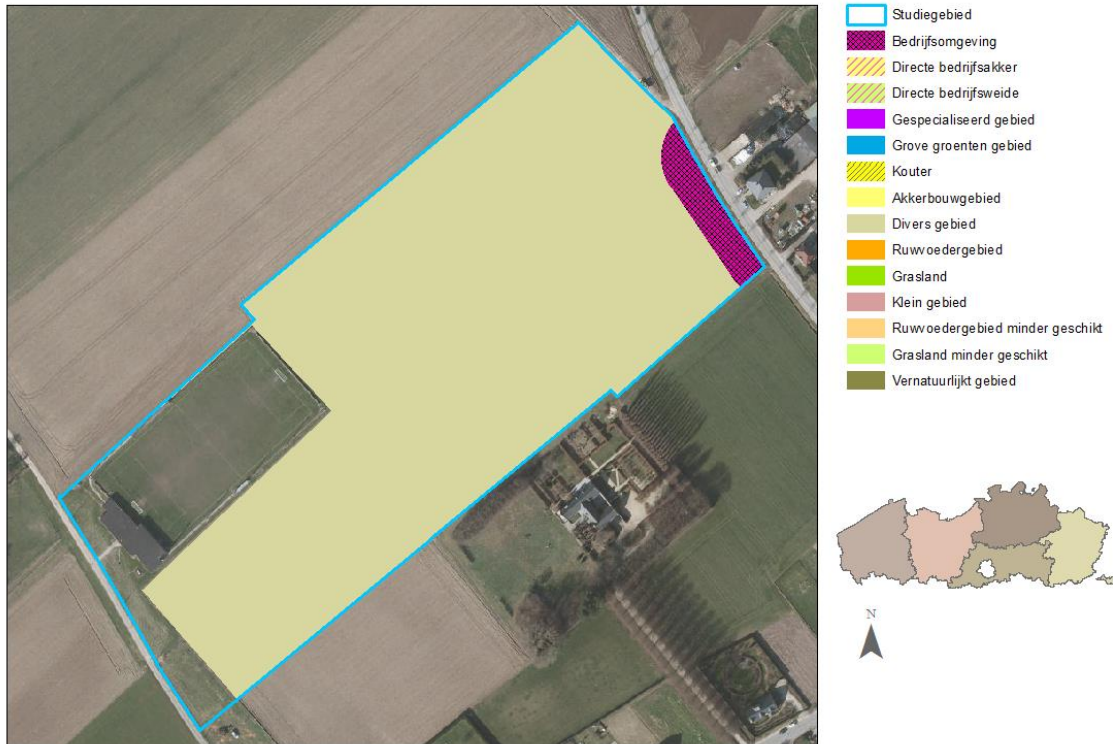 Studiegebied
Bedrijfsomgeving
Directe bedrijfsakker
Directe bedrijfsweide
Gespecialiseerd gebied
Grove groenten gebied
Kouter
Akkerbouwgebied
Divers gebied
Ruwvoedergebied
Grasland
Klein gebied
Ruwvoedergebied minder geschikt
Grasland minder geschikt
Vernatuurlijkt gebied
N